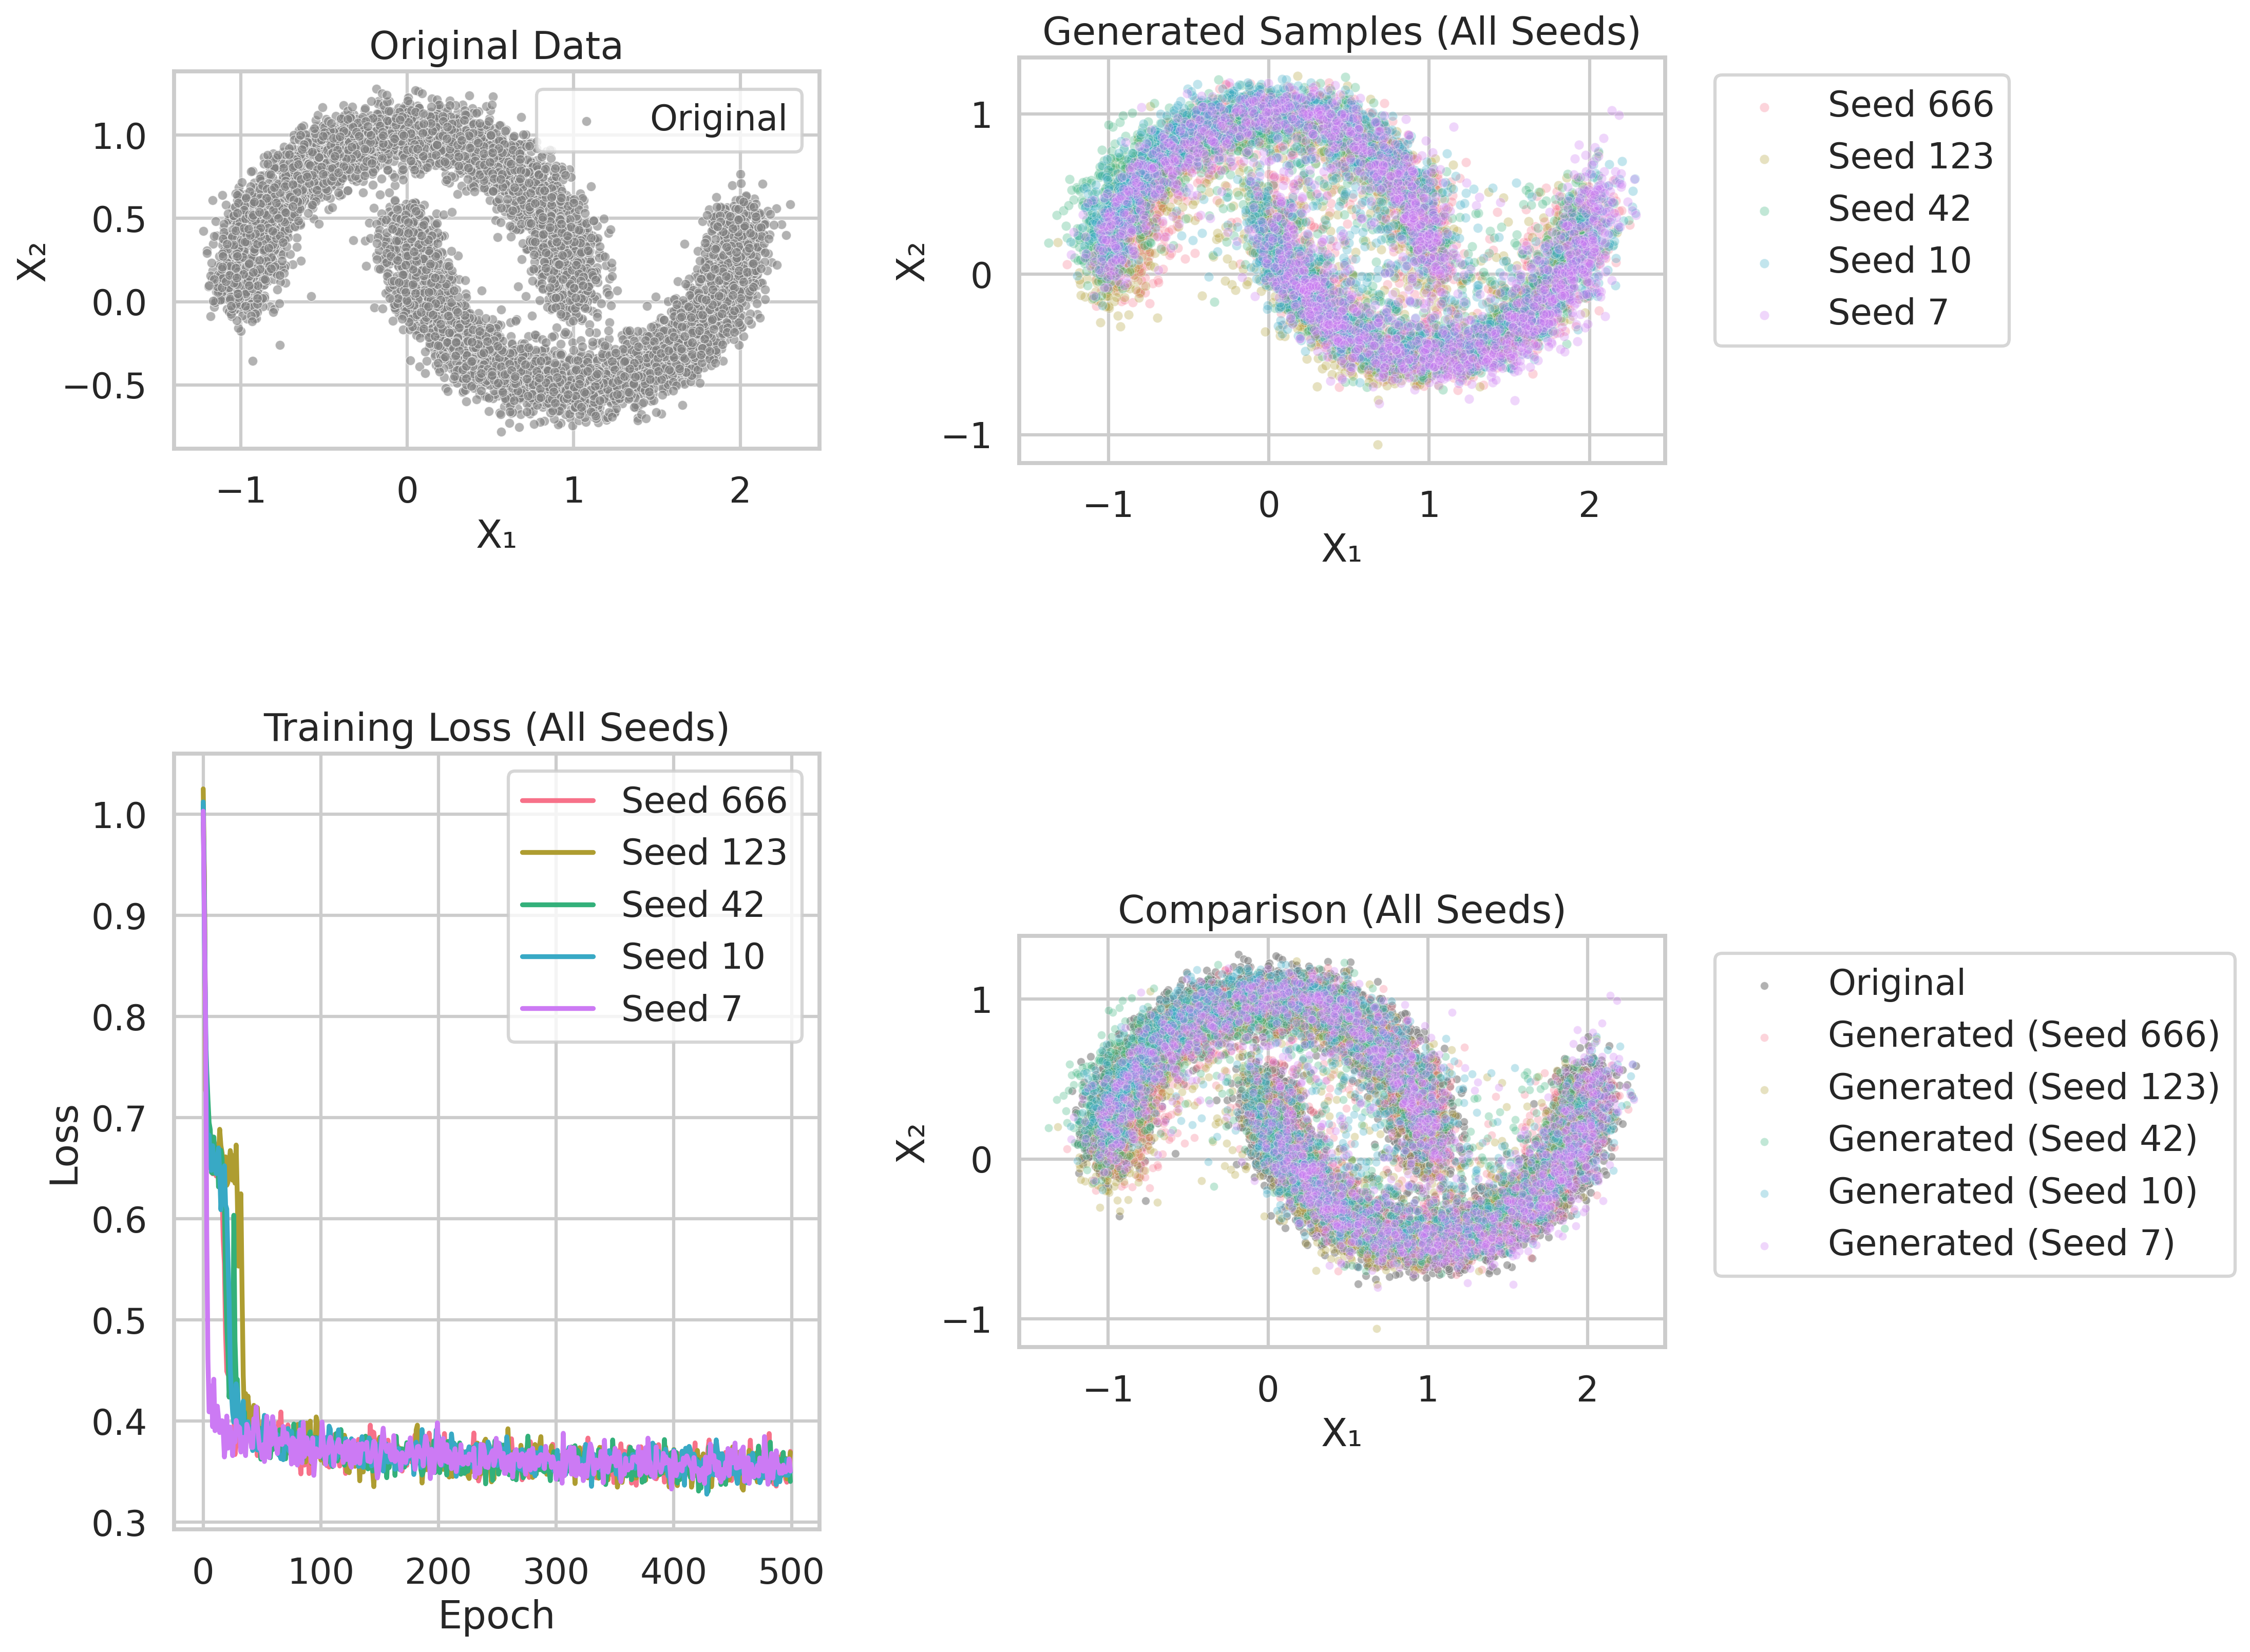 Original Data
Original
1.0
0.5
0.0
−0.5
X₂
−1 0 1 2
X₁
Generated Samples (All Seeds)
1
0
−1
X₂
−1 0 1 2
X₁
Seed 666
Seed 123
Seed 42
Seed 10
Seed 7
Training Loss (All Seeds)
Seed 666
Seed 123
Seed 42
Seed 10
Seed 7
1.0
0.9
0.8
0.7
0.6
0.5
0.4
0.3
Loss
0 100 200 300 400 500
Epoch
Comparison (All Seeds)
1
0
−1
X₂
−1 0 1 2
X₁
Original
Generated (Seed 666)
Generated (Seed 123)
Generated (Seed 42)
Generated (Seed 10)
Generated (Seed 7)